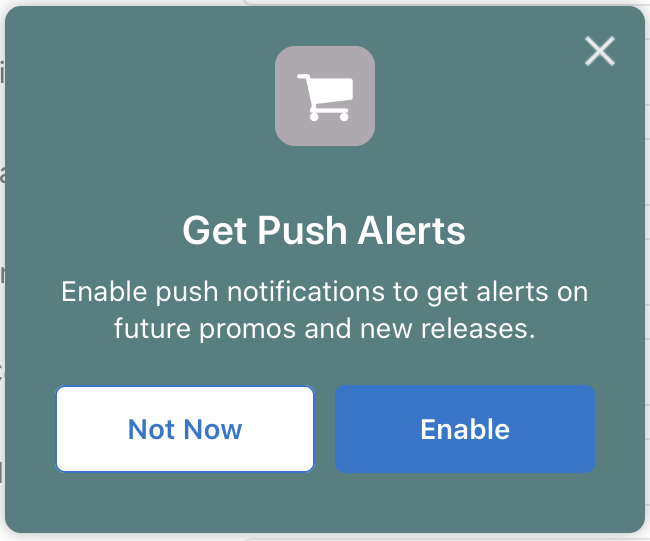 Get Push Alerts
Enable push notifications to get alerts on
future promos and new releases.
Not Now
Enable